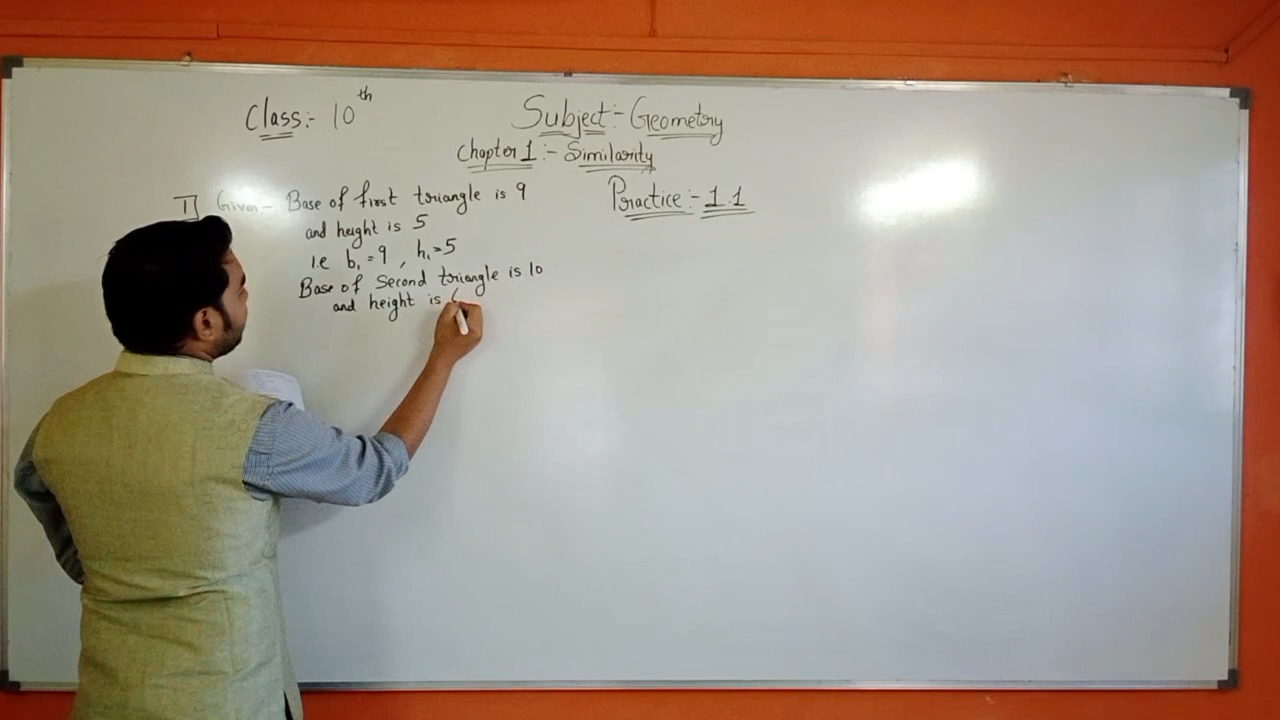 Class:- 10th
Subject:- Geometry
Chapter 1:- Similarity
Practice:- 1.1
1] Given- Base of first triangle is 9
and height is 5
i.e b₁=9, h₁=5
Base of Second triangle is 10
and height is